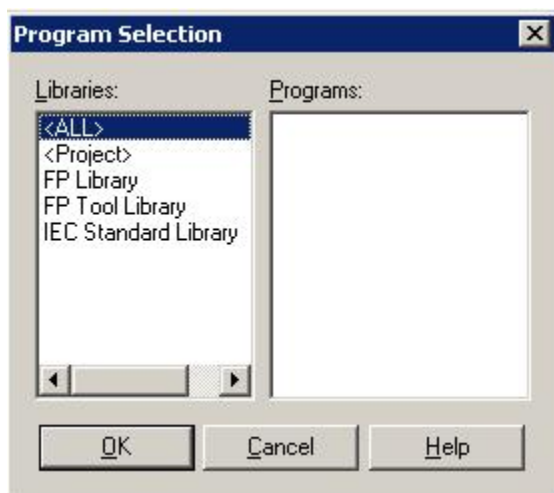 Program Selection
Libraries:
Programs:
<ALL>
<Project>
FP Library
FP Tool Library
IEC Standard Library
OK
Cancel
Help